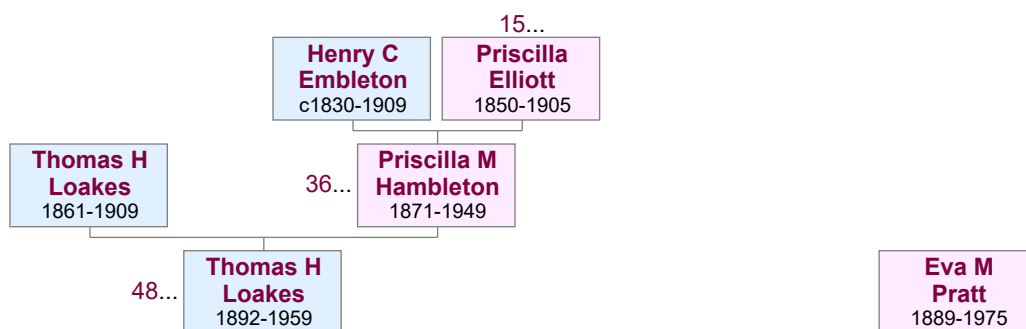 15...
Henry C
Embleton
c1830-1909
Priscilla
Elliott
1850-1905
Thomas H
Loakes
1861-1909
36...
Priscilla M
Hambleton
1871-1949
48...
Thomas H
Loakes
1892-1959
Eva M
Pratt
1889-1975